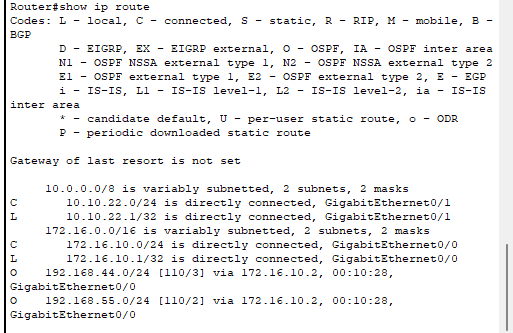 Router#show ip route
Codes: L - local, C - connected, S - static, R - RIP, M - mobile, B -
BGP
D - EIGRP, EX - EIGRP external, O - OSPF, IA - OSPF inter area
N1 - OSPF NSSA external type 1, N2 - OSPF NSSA external type 2
E1 - OSPF external type 1, E2 - OSPF external type 2, E - EGP
i - IS-IS, L1 - IS-IS level-1, L2 - IS-IS level-2, ia - IS-IS
inter area
* - candidate default, U - per-user static route, o - ODR
P - periodic downloaded static route
Gateway of last resort is not set
10.0.0.0/8 is variably subnetted, 2 subnets, 2 masks
C 10.10.22.0/24 is directly connected, GigabitEthernet0/1
L 10.10.22.1/32 is directly connected, GigabitEthernet0/1
172.16.0.0/16 is variably subnetted, 2 subnets, 2 masks
C 172.16.10.0/24 is directly connected, GigabitEthernet0/0
L 172.16.10.1/32 is directly connected, GigabitEthernet0/0
O 192.168.44.0/24 [110/3] via 172.16.10.2, 00:10:28,
GigabitEthernet0/0
O 192.168.55.0/24 [110/2] via 172.16.10.2, 00:10:28,
GigabitEthernet0/0